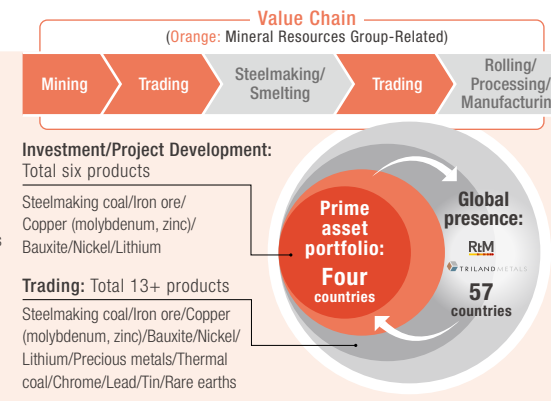 Value Chain
(Orange: Mineral Resources Group-Related)
Mining
Trading
Steelmaking/
Smelting
Trading
Rolling/
Processing/
Manufacturin
Investment/Project Development:
Total six products
Steelmaking coal/Iron ore/
Copper (molybdenum, zinc)/
Bauxite/Nickel/Lithium
s
Trading: Total 13+ products
Steelmaking coal/Iron ore/Copper
(molybdenum, zinc)/Bauxite/Nickel/
Lithium/Precious metals/Thermal
coal/Chrome/Lead/Tin/Rare earths
Prime
asset
portfolio:
Four
countries
Global
presence:
RtM
TRILANDMETALS
57
countries